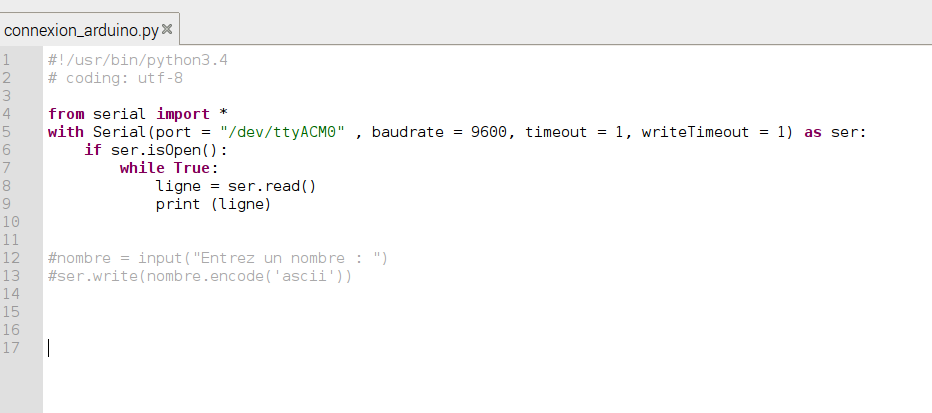 connexion_arduino.py
1 #!/usr/bin/python3.4
2 # coding: utf-8
3
4 from serial import *
5 with Serial(port = "/dev/ttyACM0" , baudrate = 9600, timeout = 1, writeTimeout = 1) as ser:
6     if ser.isOpen():
7         while True:
8             ligne = ser.read()
9             print (ligne)
10
11
12 #nombre = input("Entrez un nombre : ")
13 #ser.write(nombre.encode('ascii'))
14
15
16
17